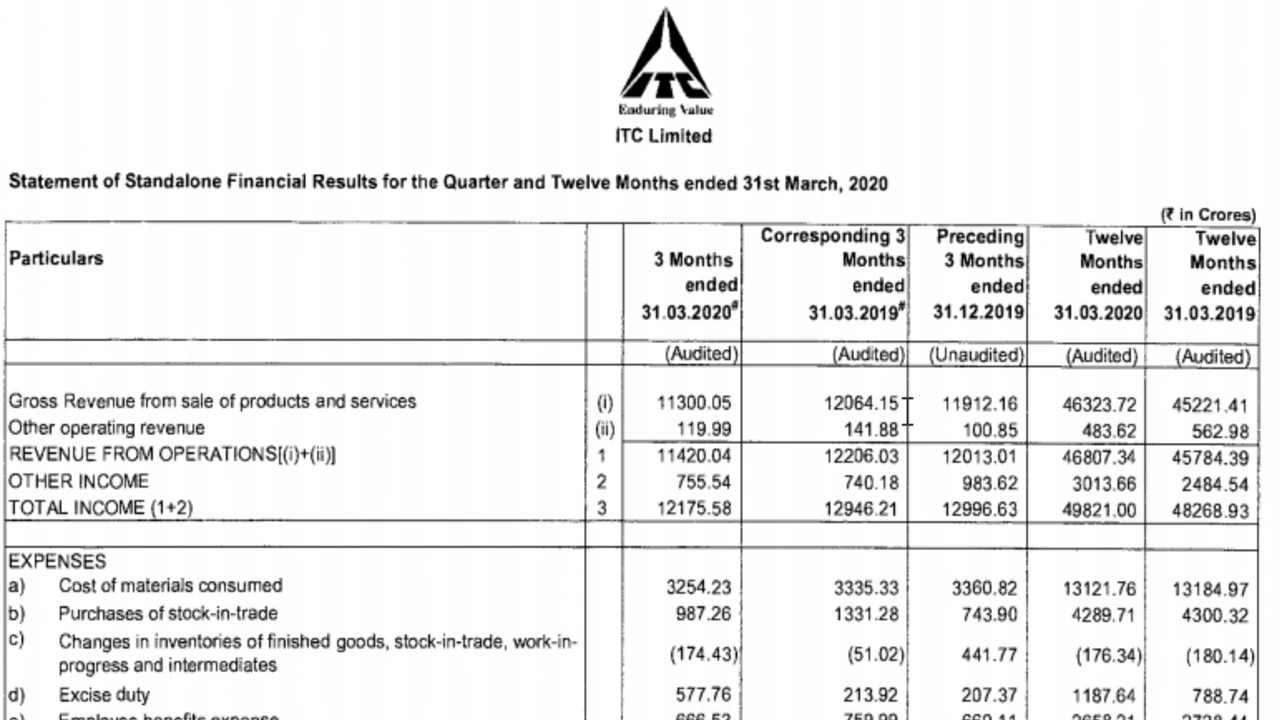 ITC
Enduring Value
ITC Limited
Statement of Standalone Financial Results for the Quarter and Twelve Months ended 31st March, 2020
(₹ in Crores)
Particulars 3 Months ended 31.03.2020# Corresponding 3 Months ended 31.03.2019# Preceding 3 Months ended 31.12.2019 Twelve Months ended 31.03.2020 Twelve Months ended 31.03.2019
(Audited) (Audited) (Unaudited) (Audited) (Audited)
Gross Revenue from sale of products and services (i) 11300.05 12064.15 11912.16 46323.72 45221.41
Other operating revenue (ii) 119.99 141.88 100.85 483.62 562.98
REVENUE FROM OPERATIONS[(i)+(ii)] 1 11420.04 12206.03 12013.01 46807.34 45784.39
OTHER INCOME 2 755.54 740.18 983.62 3013.66 2484.54
TOTAL INCOME (1+2) 3 12175.58 12946.21 12996.63 49821.00 48268.93
EXPENSES
a) Cost of materials consumed 3254.23 3335.33 3360.82 13121.76 13184.97
b) Purchases of stock-in-trade 987.26 1331.28 743.90 4289.71 4300.32
c) Changes in inventories of finished goods, stock-in-trade, work-in-
progress and intermediates (174.43) (51.02) 441.77 (176.34) (180.14)
d) Excise duty 577.76 213.92 207.37 1187.64 788.74
Employee benefits expense